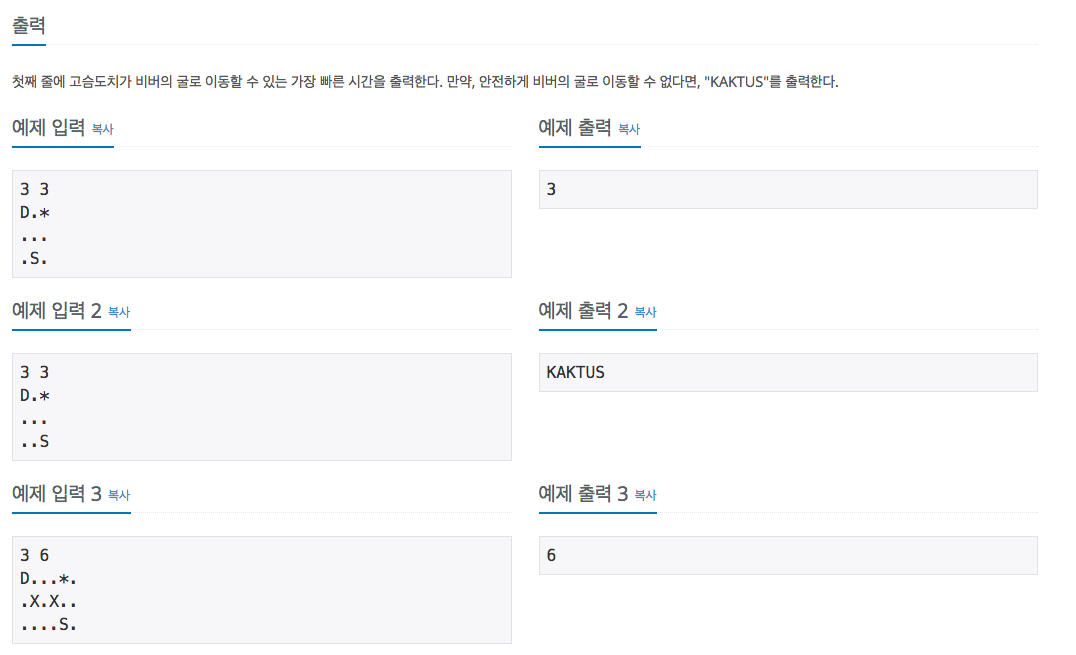 출력
첫째 줄에 고슴도치가 비버의 굴로 이동할 수 있는 가장 빠른 시간을 출력한다. 만약, 안전하게 비버의 굴로 이동할 수 없다면, "KAKTUS"를 출력한다.
예제 입력 복사
3 3
D.*
...
.S.
예제 출력 복사
3
예제 입력 2 복사
3 3
D.*
...
..S
예제 출력 2 복사
KAKTUS
예제 입력 3 복사
3 6
D...*.
.X.X..
....S.
예제 출력 3 복사
6